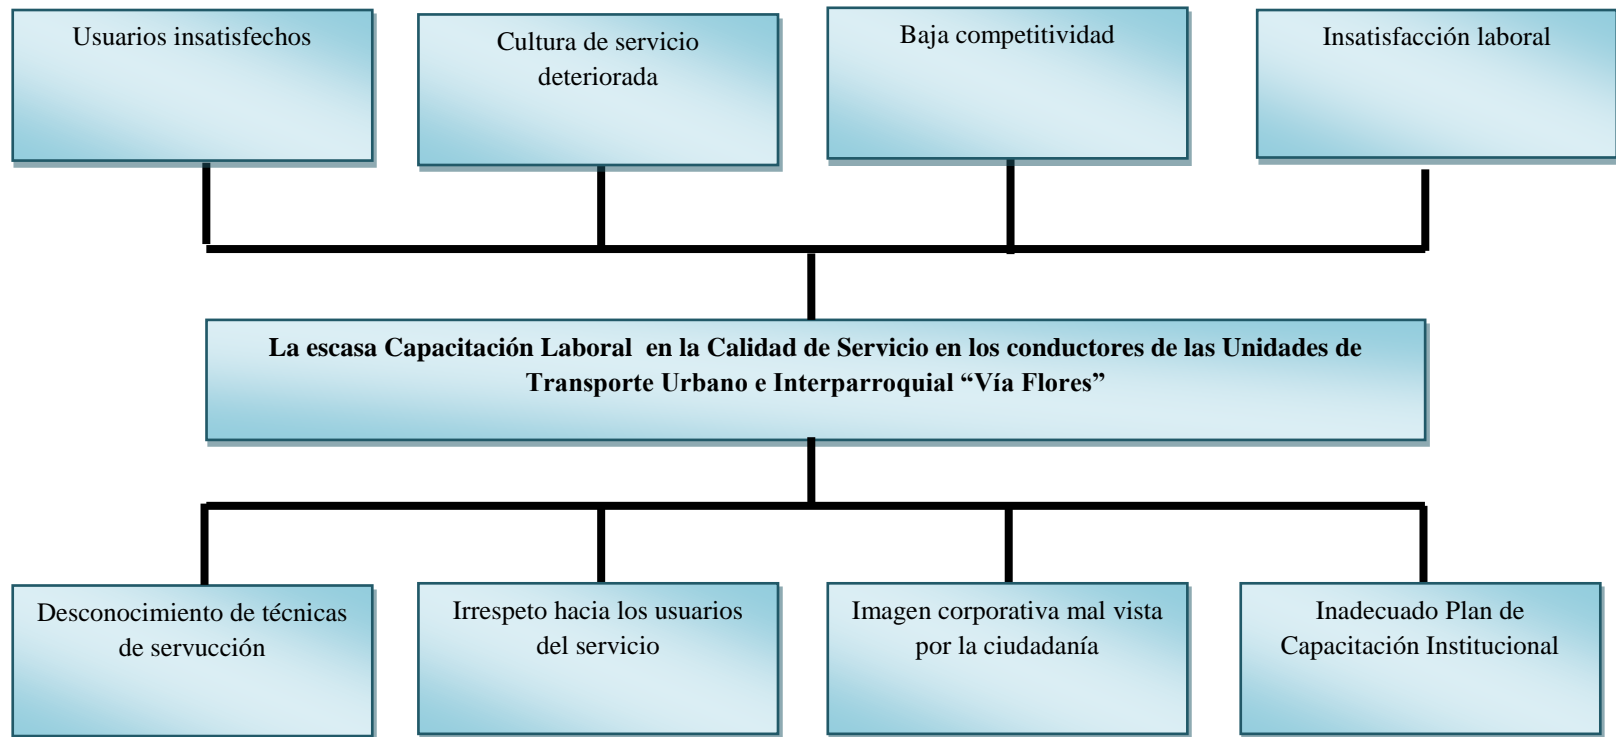 Usuarios insatisfechos
Cultura de servicio
deteriorada
Baja competitividad
Insatisfacción laboral
La escasa Capacitación Laboral  en la Calidad de Servicio en los conductores de las Unidades de
Transporte Urbano e Interparroquial “Vía Flores”
Desconocimiento de técnicas
de servucción
Irrespeto hacia los usuarios
del servicio
Imagen corporativa mal vista
por la ciudadanía
Inadecuado Plan de
Capacitación Institucional